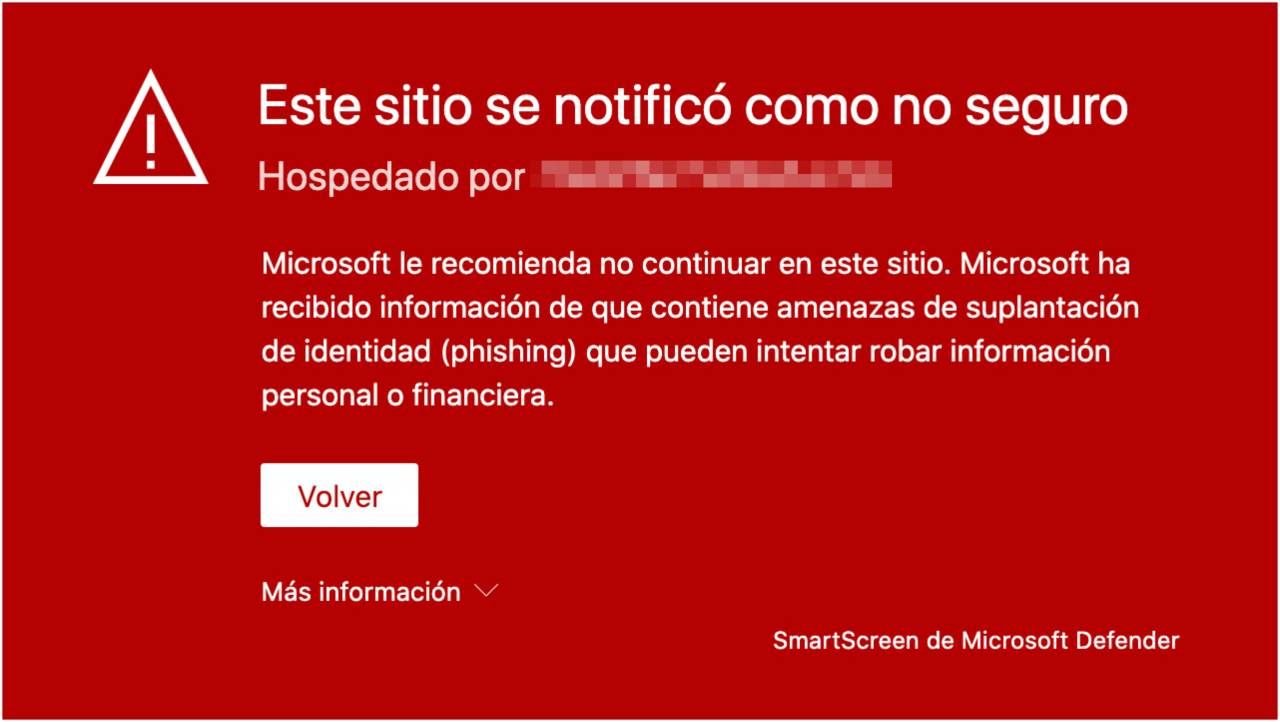 Este sitio se notificó como no seguro
Hospedado por
Microsoft le recomienda no continuar en este sitio. Microsoft ha
recibido información de que contiene amenazas de suplantación
de identidad (phishing) que pueden intentar robar información
personal o financiera.
Volver
Más información
SmartScreen de Microsoft Defender